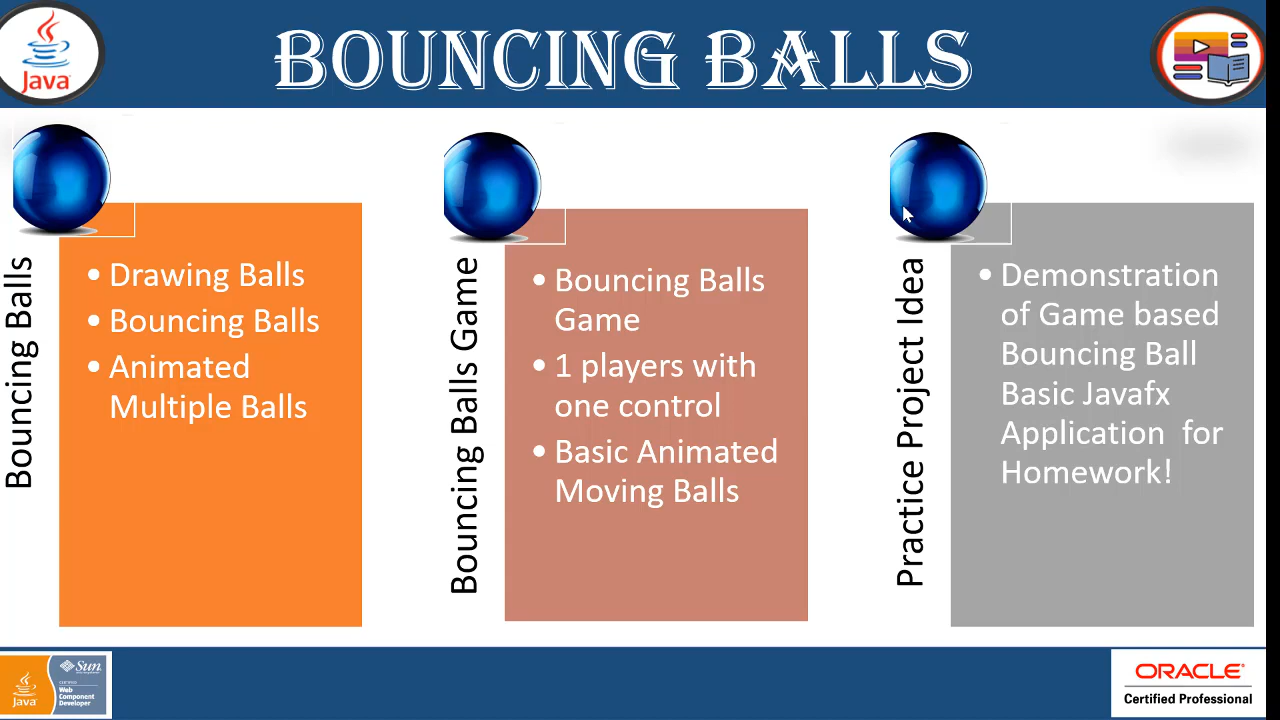 Java
BOUNCING BALLS
Bouncing Balls
• Drawing Balls
• Bouncing Balls
• Animated
Multiple Balls
Bouncing Balls Game
• Bouncing Balls
Game
• 1 players with
one control
• Basic Animated
Moving Balls
Practice Project Idea
• Demonstration
of Game based
Bouncing Ball
Basic Javafx
Application for
Homework!
Java
Sun
Web
Component
Developer
ORACLE
Certified Professional